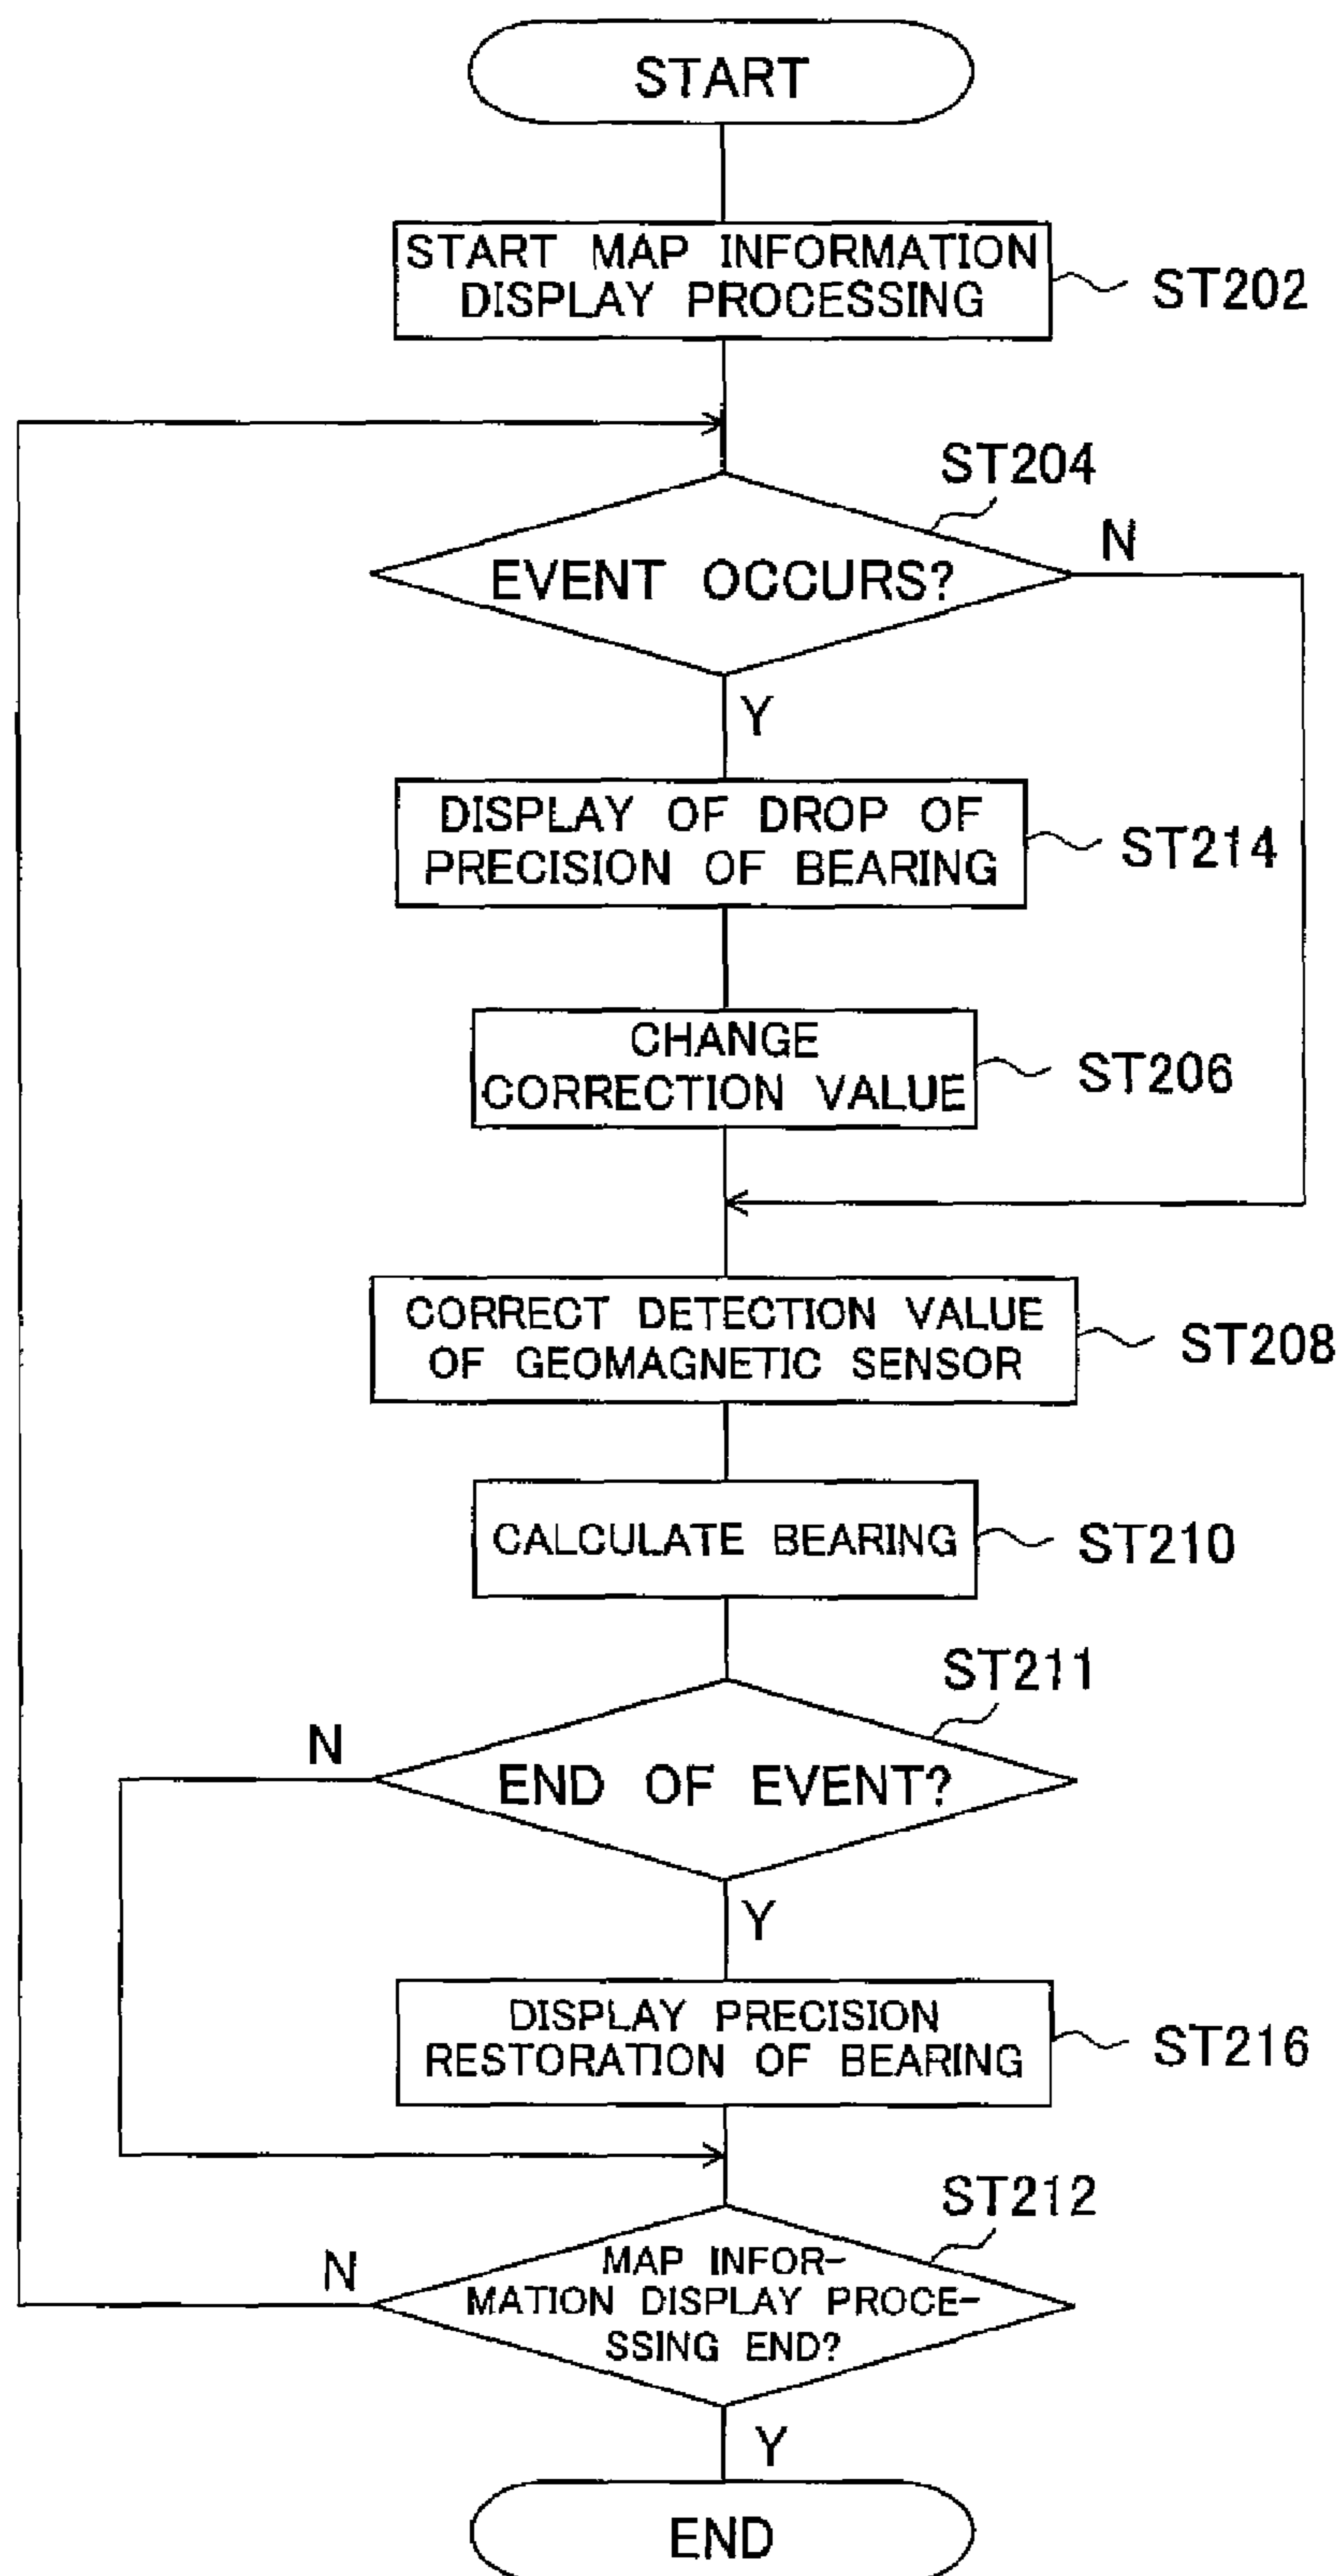 START
START MAP INFORMATION
DISPLAY PROCESSING
ST202
ST204
EVENT OCCURS?
N
Y
DISPLAY OF DROP OF
PRECISION OF BEARING
ST214
CHANGE
CORRECTION VALUE
ST206
CORRECT DETECTION VALUE
OF GEOMAGNETIC SENSOR
ST208
CALCULATE BEARING
ST210
ST211
N
END OF EVENT?
Y
DISPLAY PRECISION
RESTORATION OF BEARING
ST216
ST212
N
MAP INFOR-
MATION DISPLAY PROCE-
SSING END?
Y
END